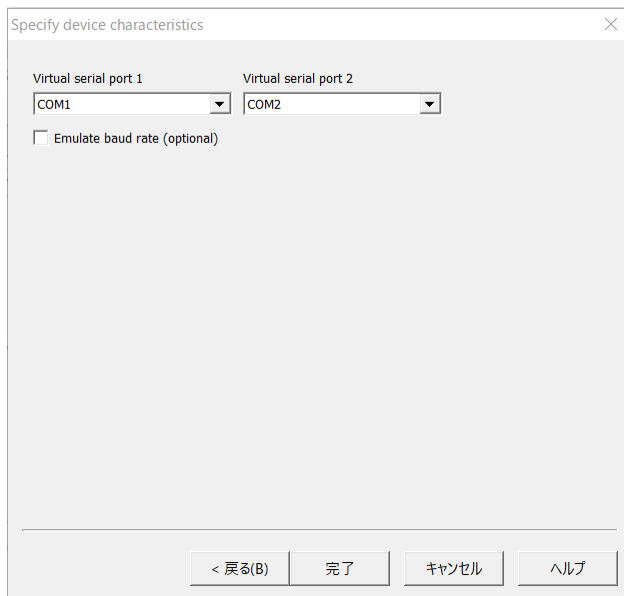 Specify device characteristics
Virtual serial port 1 Virtual serial port 2
COM1 COM2
Emulate baud rate (optional)
< 戻る(B) 完了 キャンセル ヘルプ